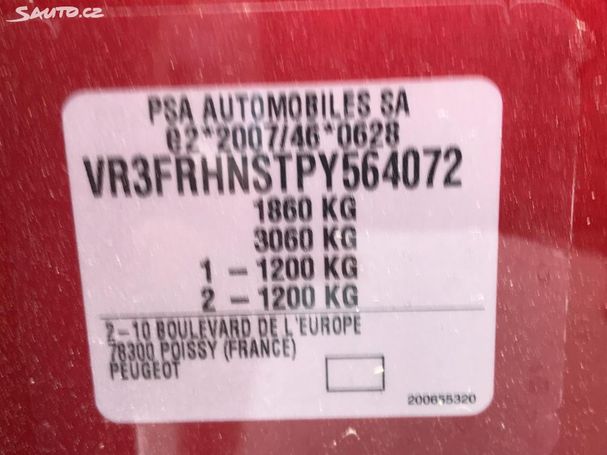 Sauto.cz
PSA AUTOMOBILES SA
e2*2007/46*0628
VR3FRHNSTPY564072
1860 KG
3060 KG
1 – 1200 KG
2 – 1200 KG
2–10 BOULEVARD DE L'EUROPE
78300 POISSY (FRANCE)
PEUGEOT
200655320